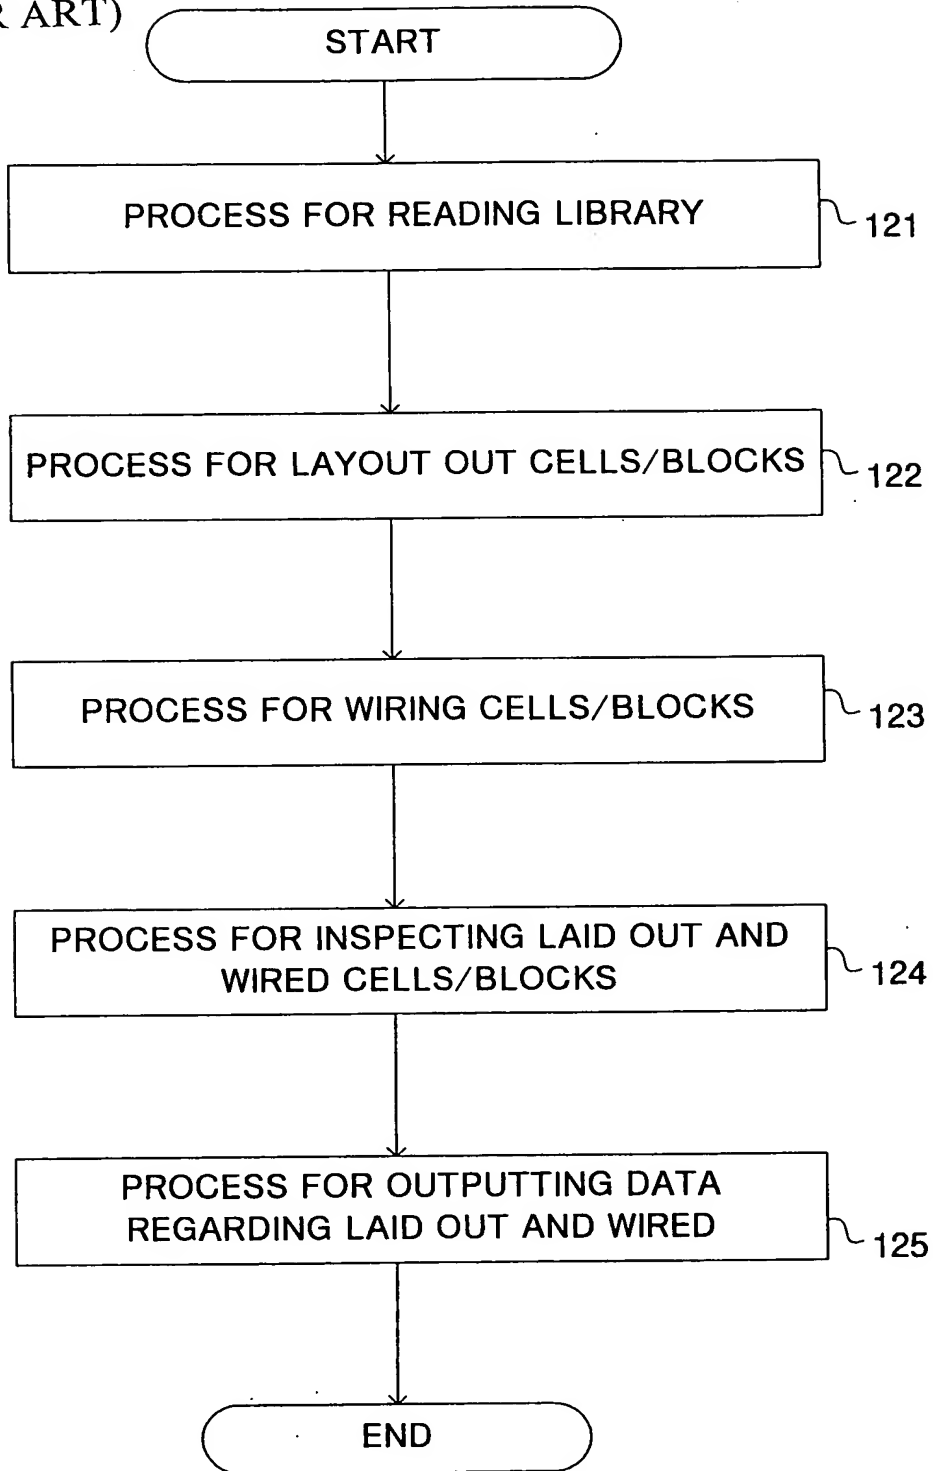 R ART)
START
PROCESS FOR READING LIBRARY
121
PROCESS FOR LAYOUT OUT CELLS/BLOCKS
122
PROCESS FOR WIRING CELLS/BLOCKS
123
PROCESS FOR INSPECTING LAID OUT AND
WIRED CELLS/BLOCKS
124
PROCESS FOR OUTPUTTING DATA
REGARDING LAID OUT AND WIRED
125
END